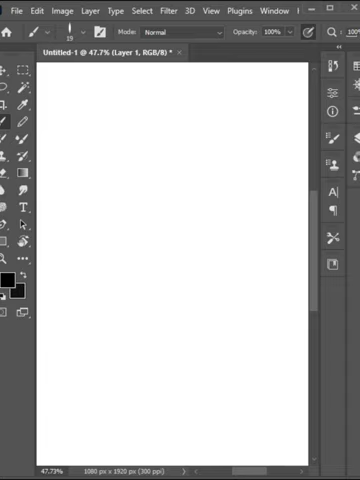 File Edit Image Layer Type Select Filter 3D View Plugins Window
19 Mode: Normal Opacity: 100%
Untitled-1 @ 47.7% (Layer 1, RGB/8) *
47.73% 1080 px x 1920 px (300 ppi)